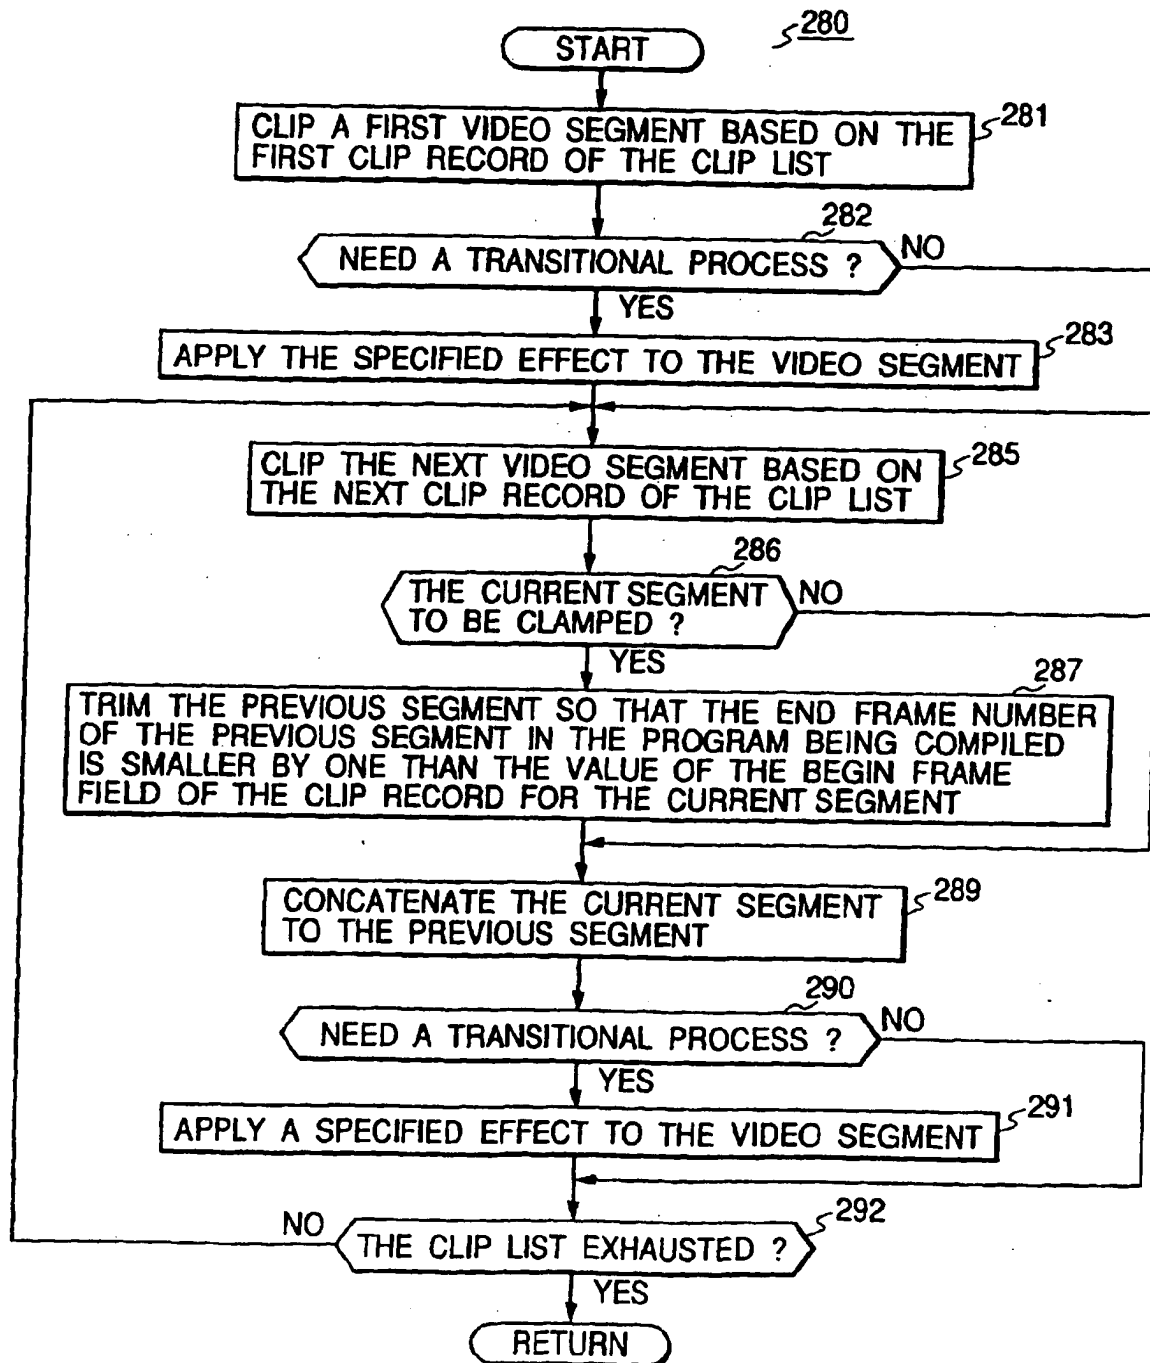 280
START
281
CLIP A FIRST VIDEO SEGMENT BASED ON THE
FIRST CLIP RECORD OF THE CLIP LIST
282
NEED A TRANSITIONAL PROCESS ?
NO
YES
283
APPLY THE SPECIFIED EFFECT TO THE VIDEO SEGMENT
285
CLIP THE NEXT VIDEO SEGMENT BASED ON
THE NEXT CLIP RECORD OF THE CLIP LIST
286
THE CURRENT SEGMENT
TO BE CLAMPED ?
NO
YES
287
TRIM THE PREVIOUS SEGMENT SO THAT THE END FRAME NUMBER
OF THE PREVIOUS SEGMENT IN THE PROGRAM BEING COMPILED
IS SMALLER BY ONE THAN THE VALUE OF THE BEGIN FRAME
FIELD OF THE CLIP RECORD FOR THE CURRENT SEGMENT
289
CONCATENATE THE CURRENT SEGMENT
TO THE PREVIOUS SEGMENT
290
NEED A TRANSITIONAL PROCESS ?
NO
YES
291
APPLY A SPECIFIED EFFECT TO THE VIDEO SEGMENT
292
NO
THE CLIP LIST EXHAUSTED ?
YES
RETURN